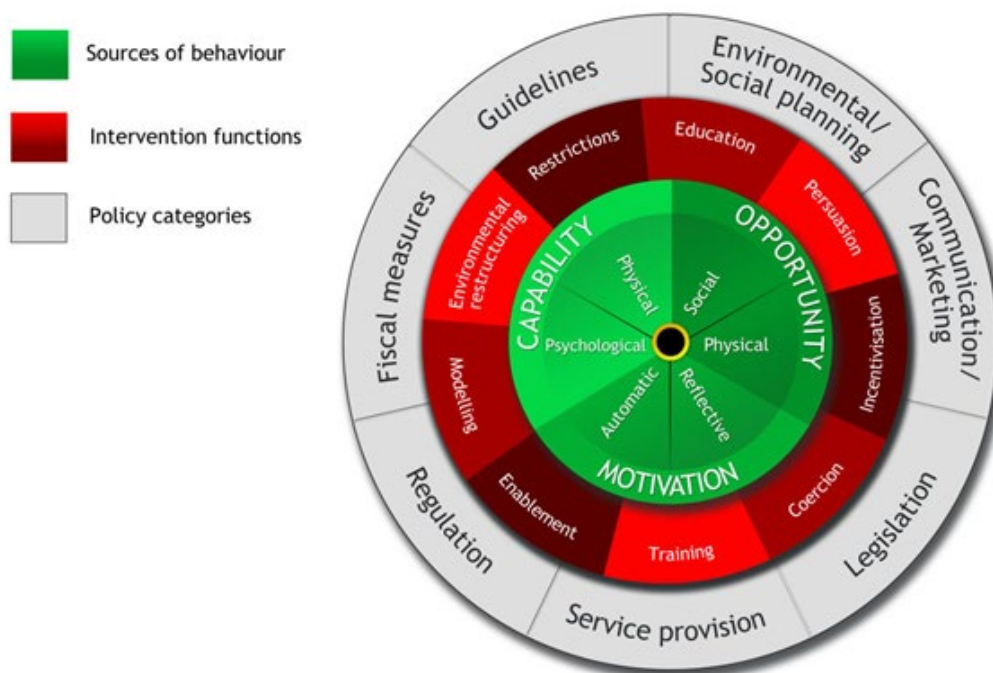 Sources of behaviour
Intervention functions
Policy categories
Guidelines
Environmental/
Social planning
Communication/
Marketing
Legislation
Service provision
Regulation
Fiscal measures
Restrictions
Education
Persuasion
Incentivisation
Coercion
Training
Enablement
Modelling
Environmental
restructuring
CAPABILITY
OPPORTUNITY
MOTIVATION
Physical
Social
Psychological
Physical
Automatic
Reflective